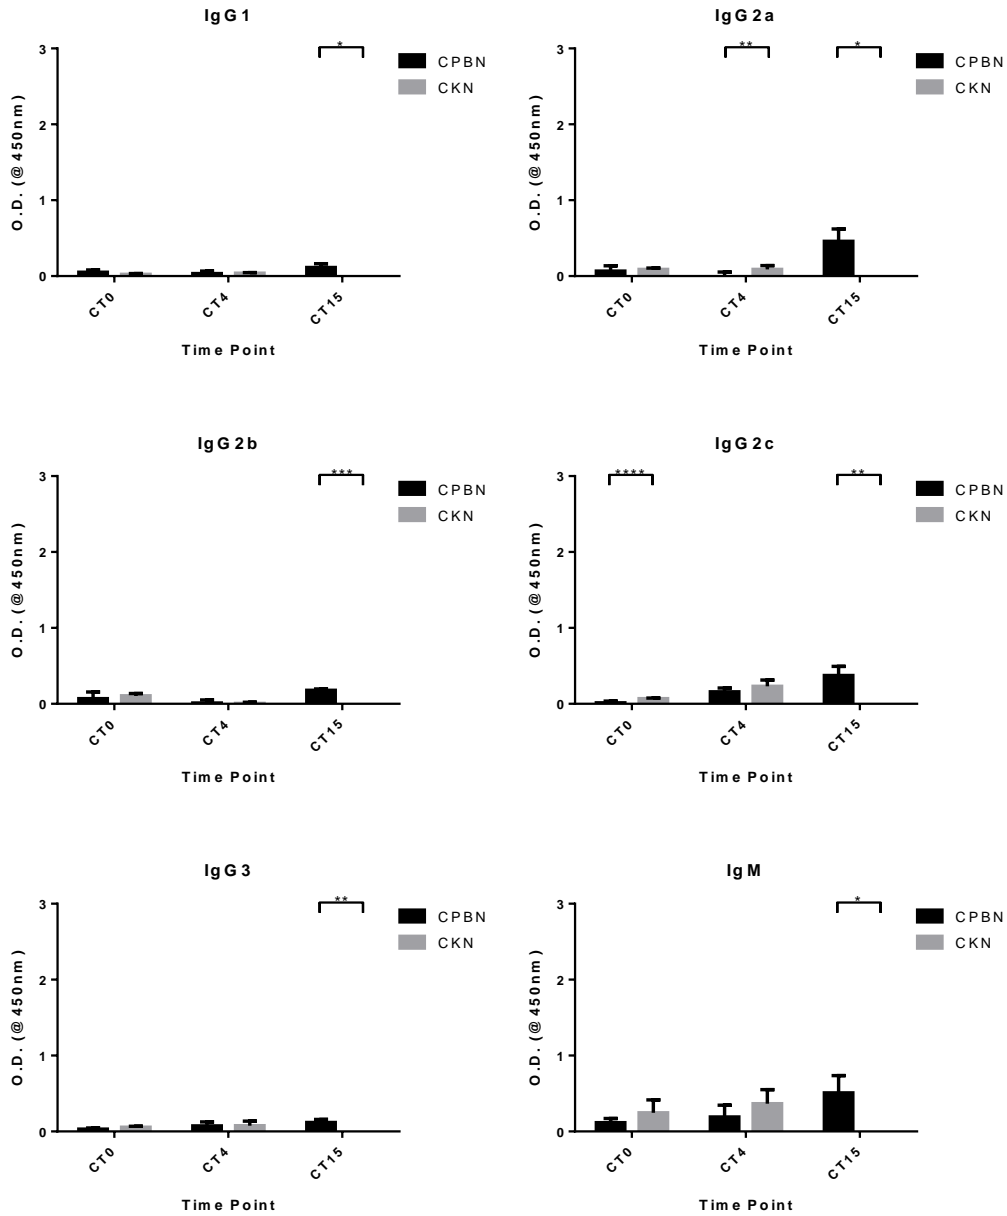 IgG1
*
3
2
1
0
O.D. (@450nm)
CPBN
CKN
CT0
CT4
CT15
Time Point
IgG2a
**
*
3
2
1
0
O.D. (@450nm)
CPBN
CKN
CT0
CT4
CT15
Time Point
IgG2b
***
3
2
1
0
O.D. (@450nm)
CPBN
CKN
CT0
CT4
CT15
Time Point
IgG2c
****
**
3
2
1
0
O.D. (@450nm)
CPBN
CKN
CT0
CT4
CT15
Time Point
IgG3
**
3
2
1
0
O.D. (@450nm)
CPBN
CKN
CT0
CT4
CT15
Time Point
IgM
*
3
2
1
0
O.D. (@450nm)
CPBN
CKN
CT0
CT4
CT15
Time Point